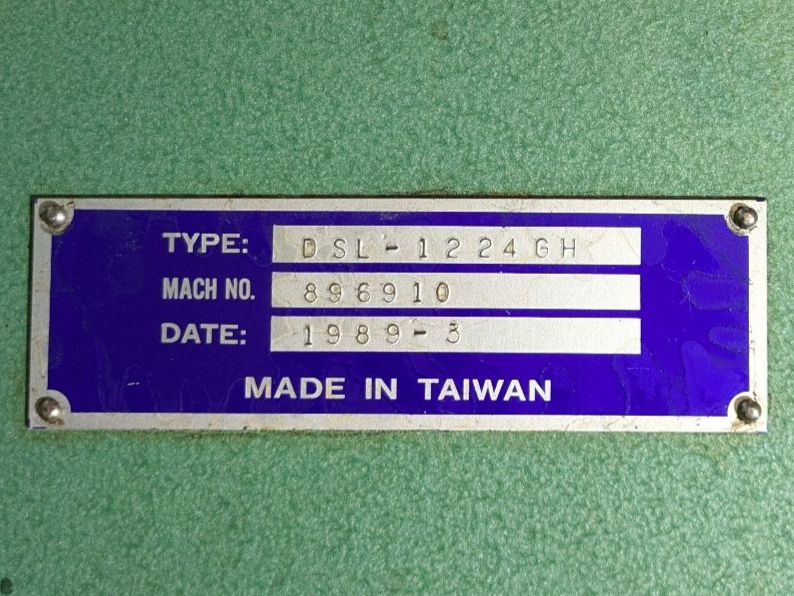 TYPE: DSL-1224GH
MACH NO. 896910
DATE: 1989-3
MADE IN TAIWAN